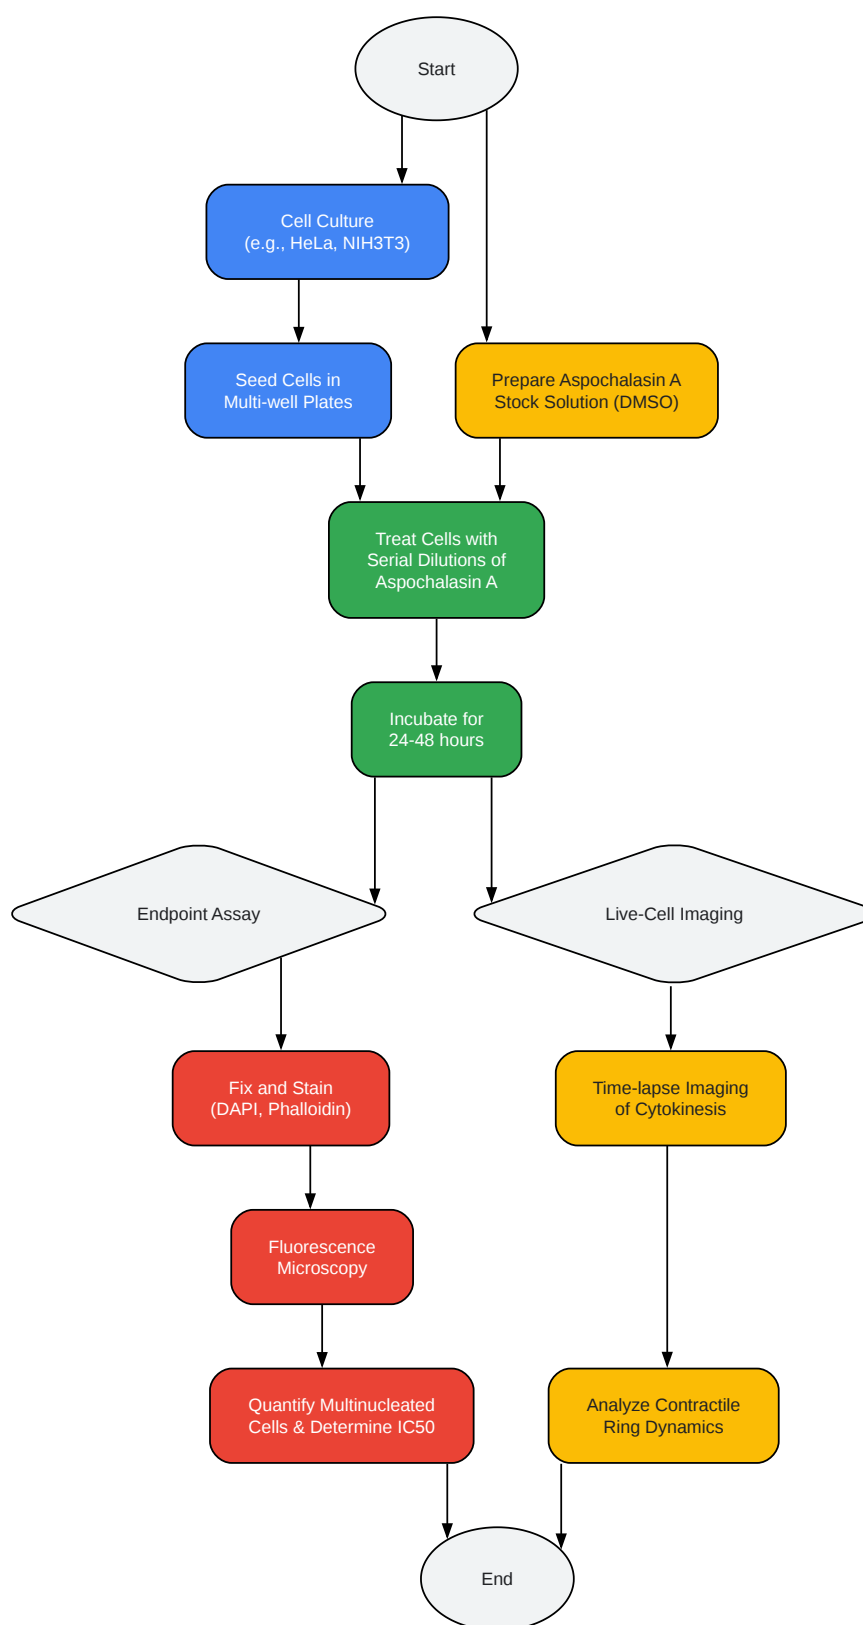 Start
Cell Culture
(e.g., HeLa, NIH3T3)
Seed Cells in
Multi-well Plates
Prepare Aspochalasin A
Stock Solution (DMSO)
Treat Cells with
Serial Dilutions of
Aspochalasin A
Incubate for
24-48 hours
Endpoint Assay
Live-Cell Imaging
Fix and Stain
(DAPI, Phalloidin)
Time-lapse Imaging
of Cytokinesis
Fluorescence
Microscopy
Quantify Multinucleated
Cells & Determine IC50
Analyze Contractile
Ring Dynamics
End